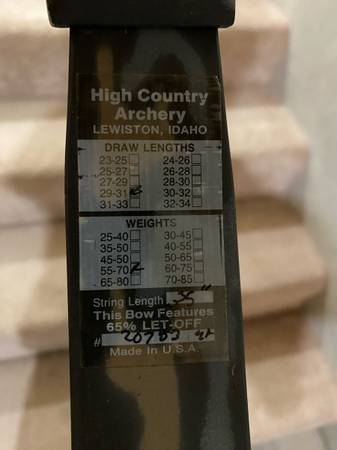 High Country
Archery
LEWISTON, IDAHO
DRAW LENGTHS
23-25 24-26
25-27 26-28
27-29 28-30
29-31 30-32
31-33 32-34
WEIGHTS
25-40 30-45
35-50 40-55
45-50 50-65
55-70 60-75
65-80 70-85
String Length 35"
This Bow Features
65% LET-OFF
# 20783
Made in U.S.A.